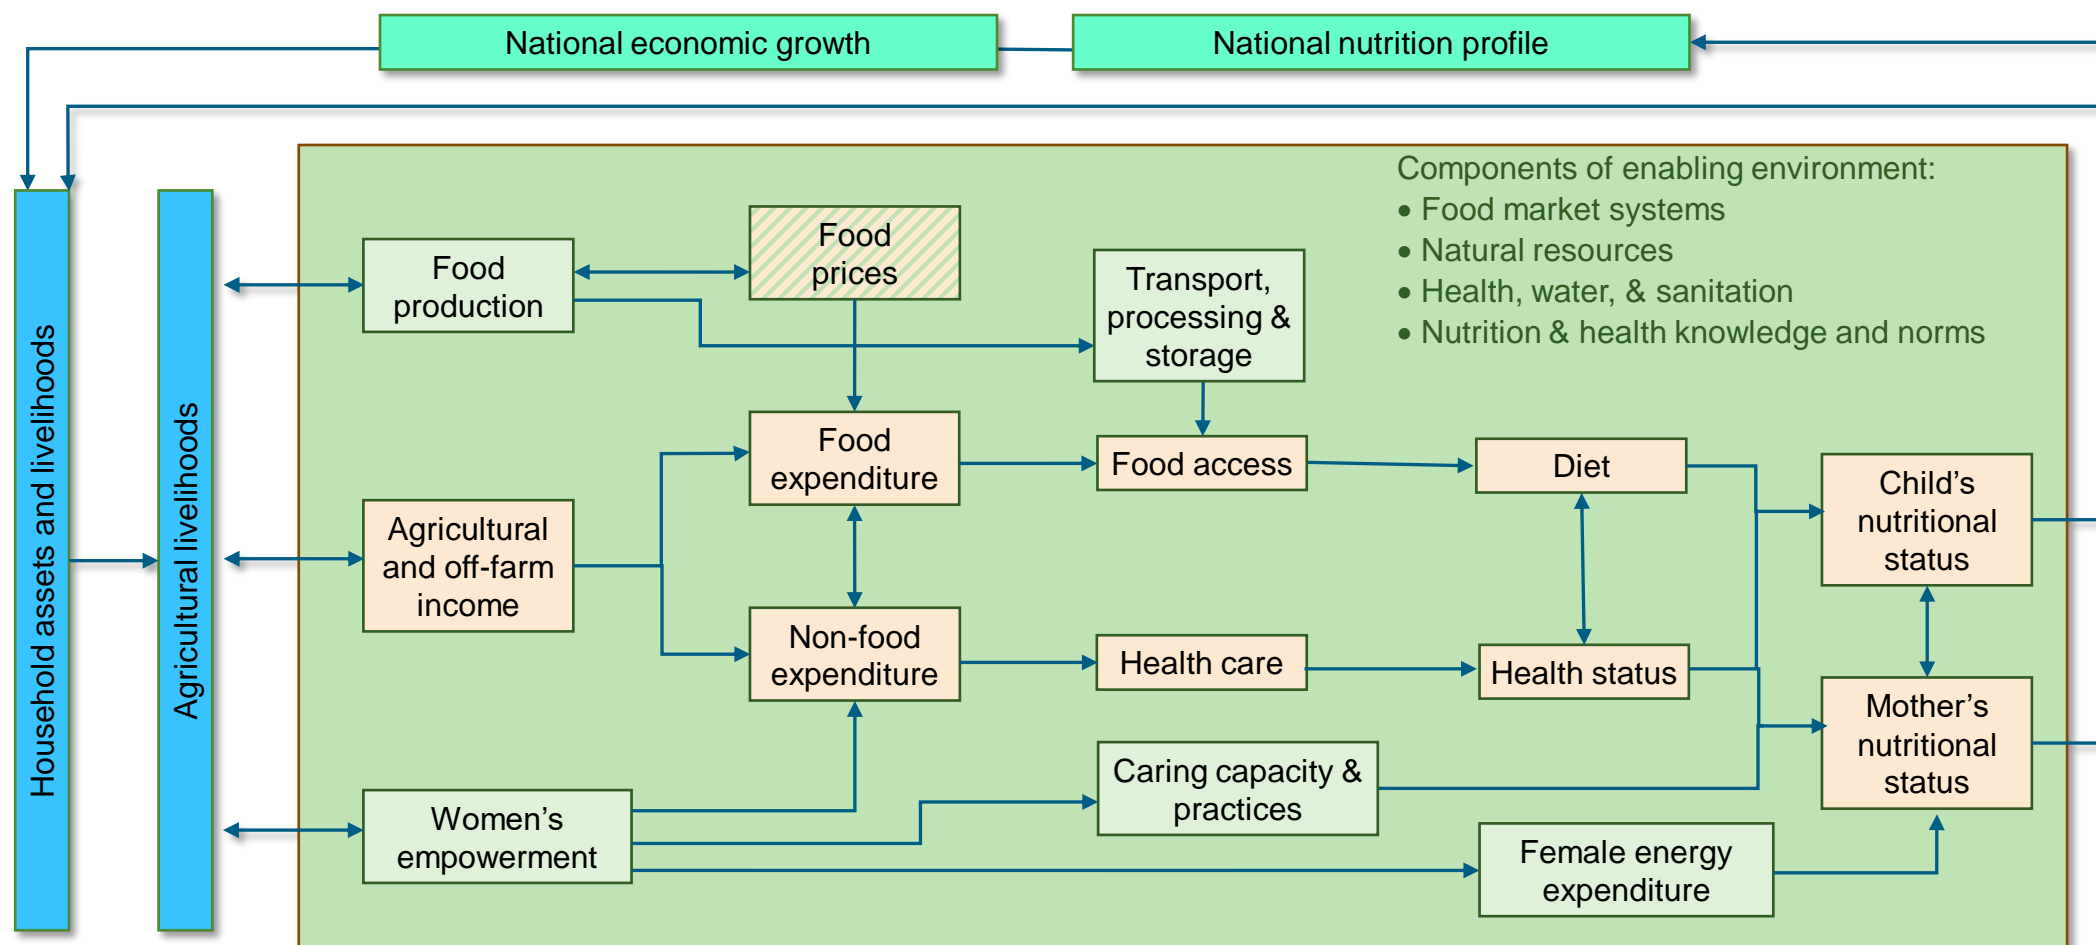 National economic growth
National nutrition profile
Household assets and livelihoods
Agricultural livelihoods
Components of enabling environment:
• Food market systems
• Natural resources
• Health, water, & sanitation
• Nutrition & health knowledge and norms
Food
production
Food
prices
Transport,
processing &
storage
Agricultural
and off-farm
income
Food
expenditure
Food access
Diet
Child’s
nutritional
status
Non-food
expenditure
Health care
Health status
Mother’s
nutritional
status
Women’s
empowerment
Caring capacity &
practices
Female energy
expenditure